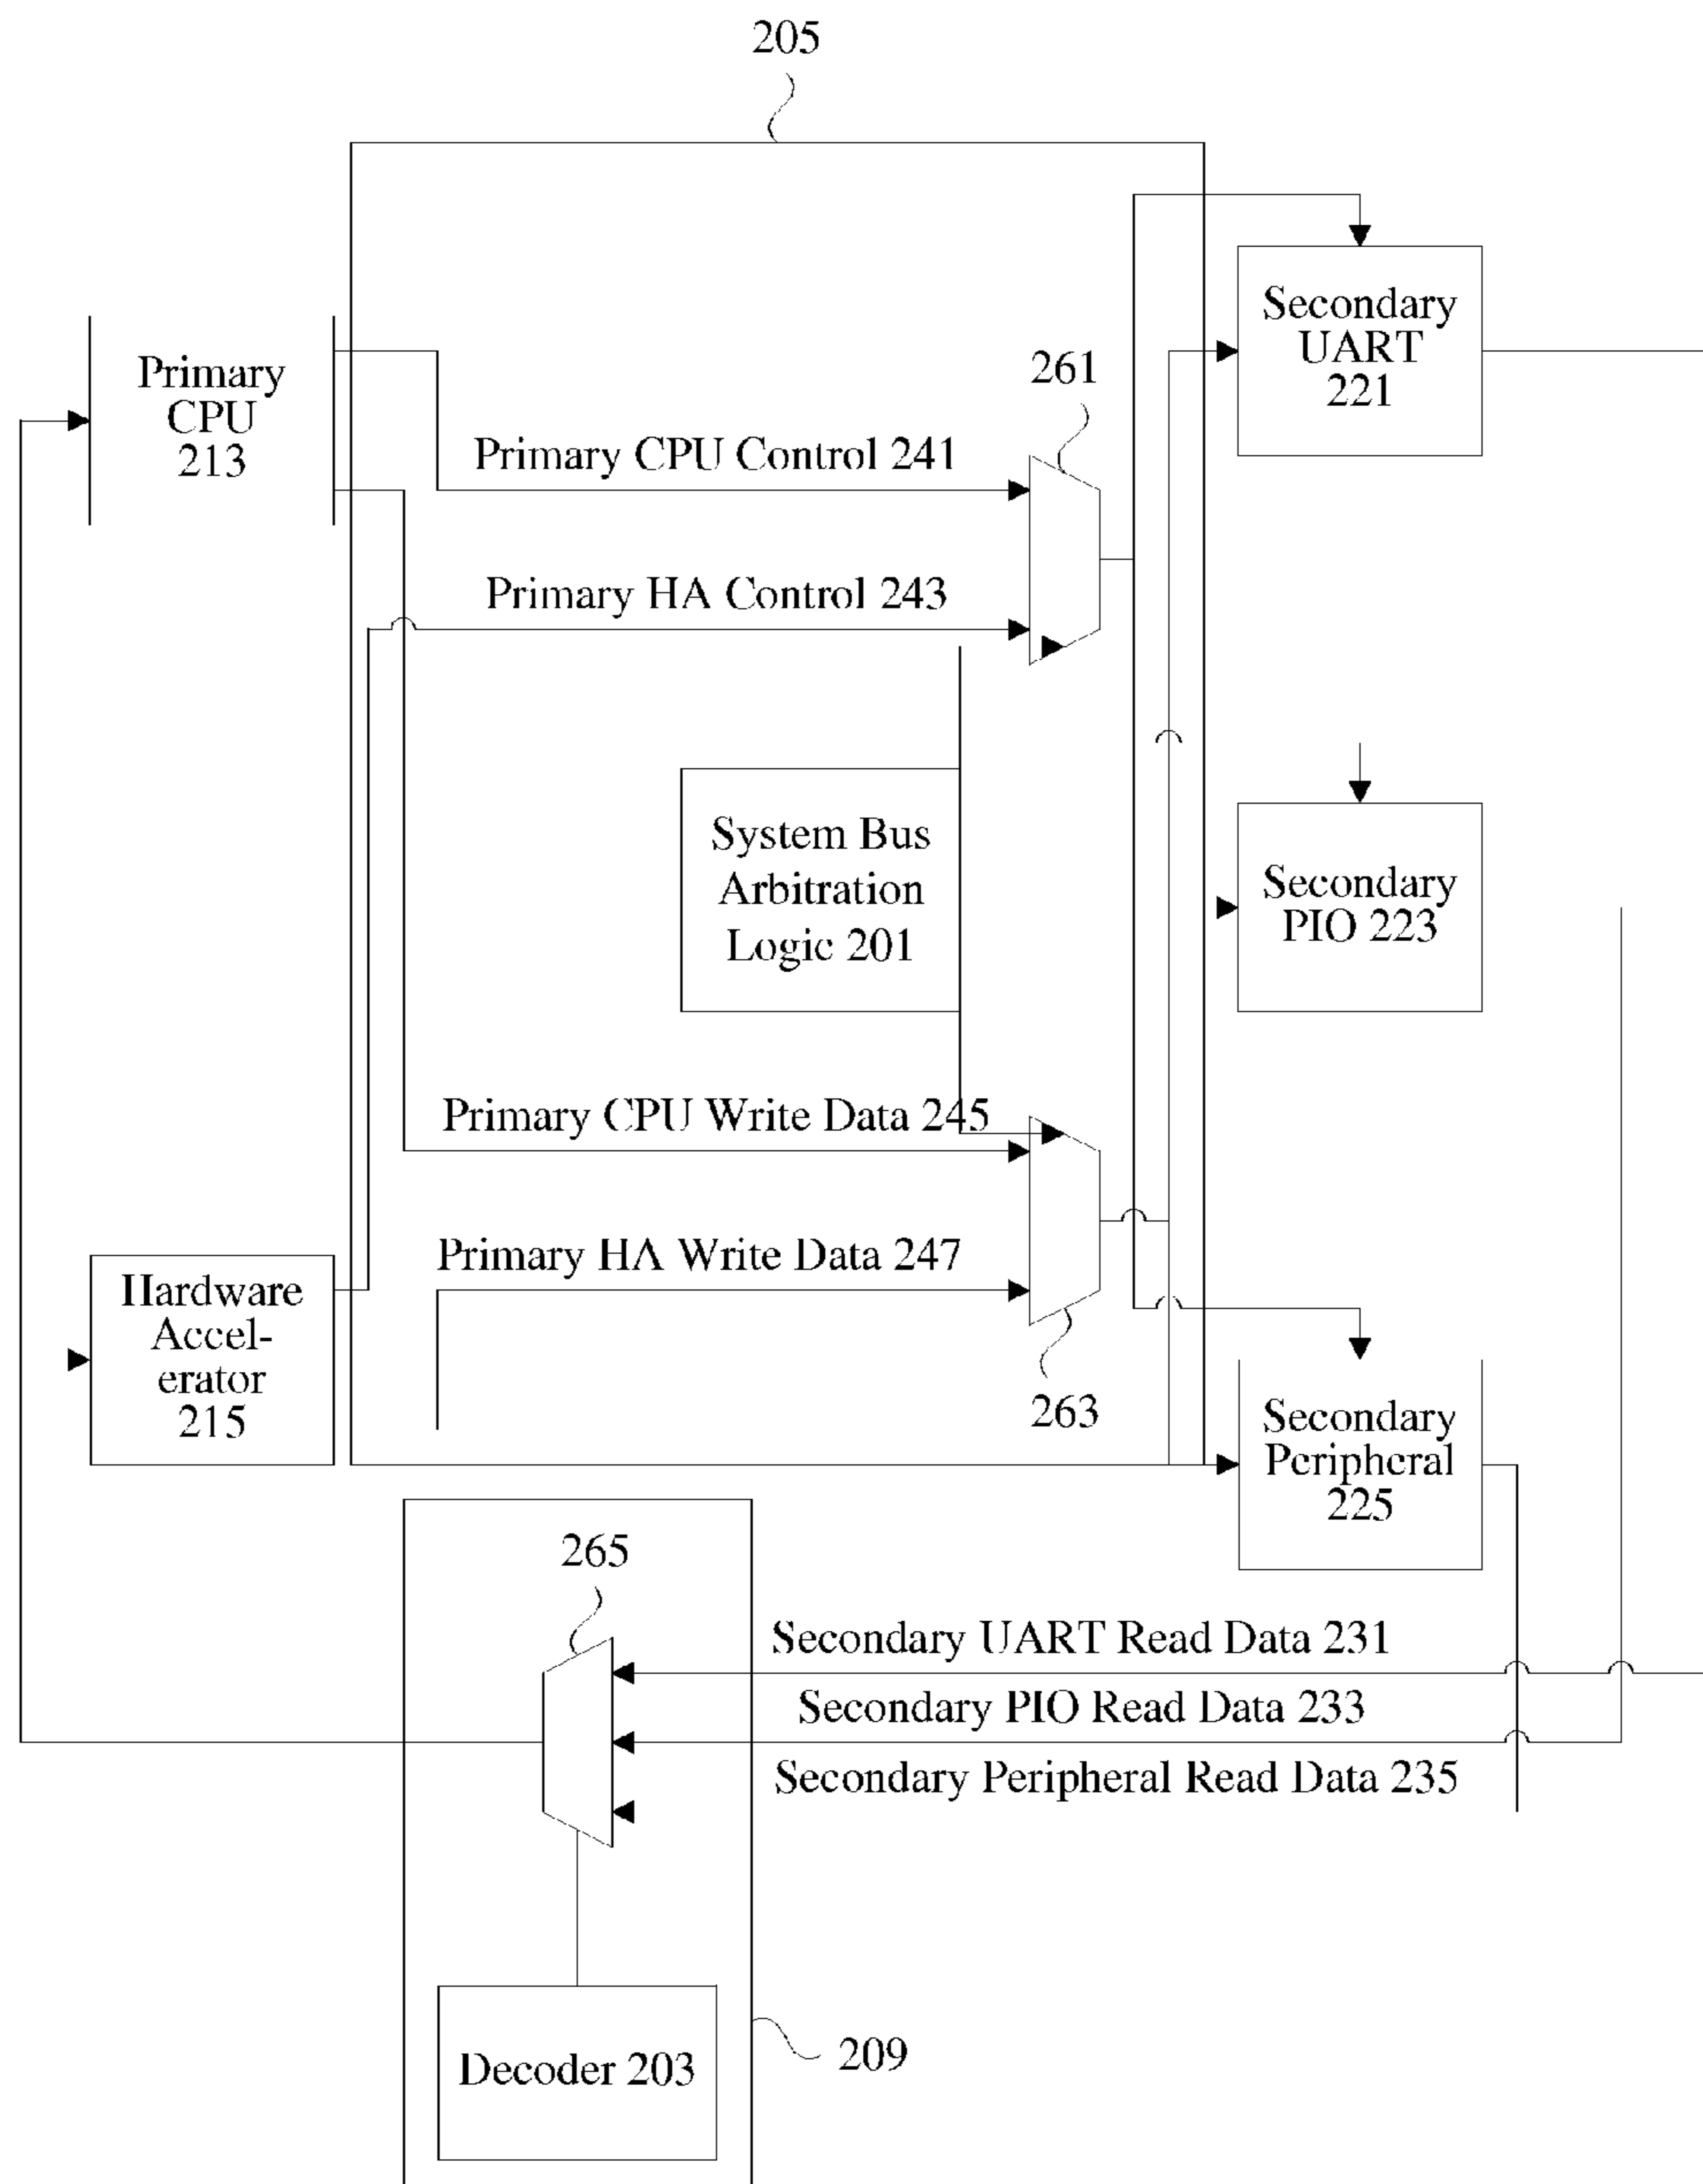 205
Secondary
UART
221
Primary
CPU
213
261
Primary CPU Control 241
Primary HA Control 243
System Bus
Arbitration
Logic 201
Secondary
PIO 223
Primary CPU Write Data 245
Primary HA Write Data 247
Hardware
Accel-
erator
215
263
Secondary
Peripheral
225
265
Secondary UART Read Data 231
Secondary PIO Read Data 233
Secondary Peripheral Read Data 235
Decoder 203
209